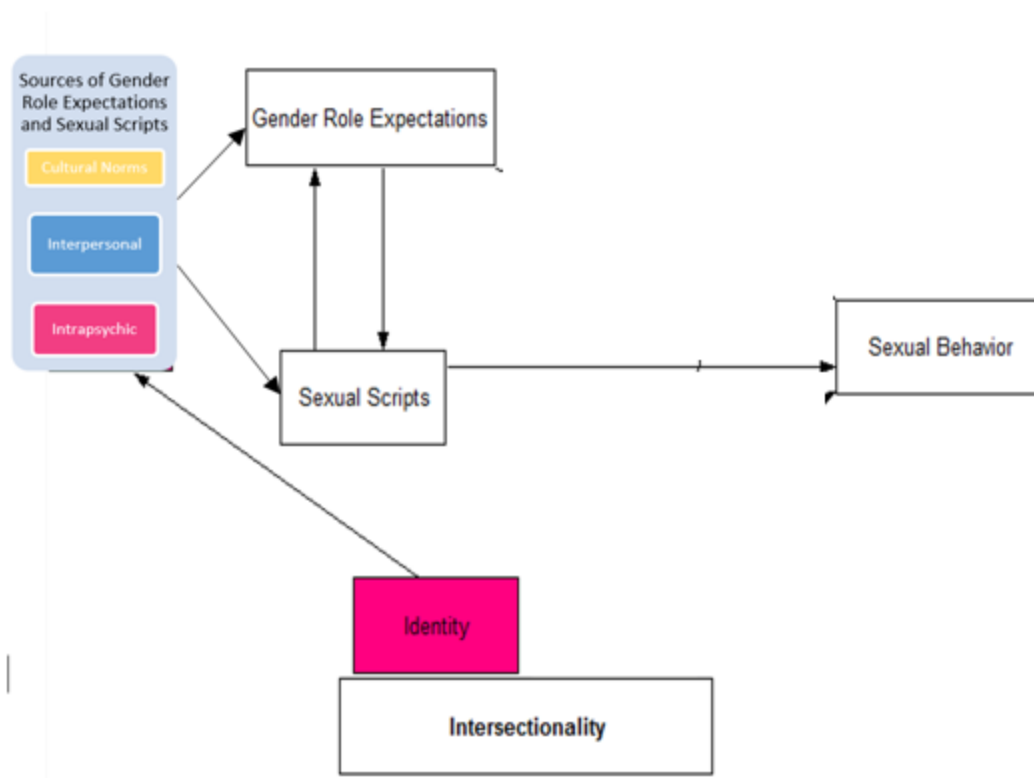 Sources of Gender
Role Expectations
and Sexual Scripts
Cultural Norms
Interpersonal
Intrapsychic
Gender Role Expectations
Sexual Scripts
Sexual Behavior
Identity
Intersectionality